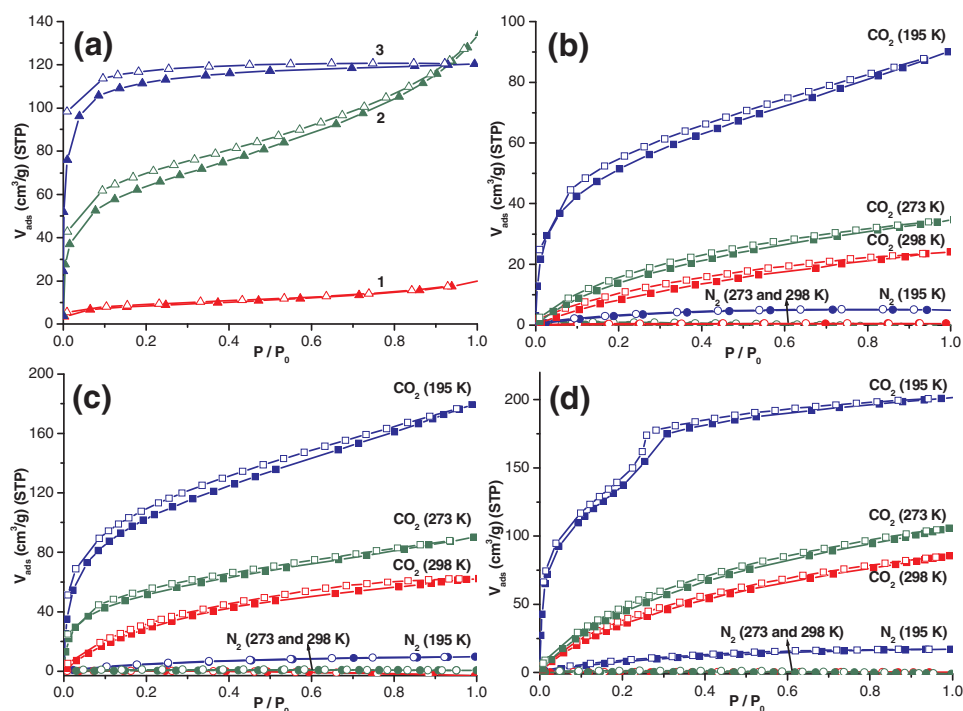 (a)
140
120
100
80
60
40
20
0
V_ads (cm³/g) (STP)
3
2
1
0.0 0.2 0.4 0.6 0.8 1.0
P / P₀
(b)
100
80
60
40
20
0
V_ads (cm³/g) (STP)
CO₂ (195 K)
CO₂ (273 K)
CO₂ (298 K)
N₂ (273 and 298 K)
N₂ (195 K)
0.0 0.2 0.4 0.6 0.8 1.0
P / P₀
(c)
200
160
120
80
40
0
V_ads (cm³/g) (STP)
CO₂ (195 K)
CO₂ (273 K)
CO₂ (298 K)
N₂ (273 and 298 K)
N₂ (195 K)
0.0 0.2 0.4 0.6 0.8 1.0
P / P₀
(d)
200
150
100
50
0
V_ads (cm³/g) (STP)
CO₂ (195 K)
CO₂ (273 K)
CO₂ (298 K)
N₂ (273 and 298 K)
N₂ (195 K)
0.0 0.2 0.4 0.6 0.8 1.0
P / P₀